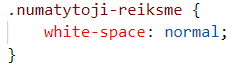 .numatytoji-reiksme {
    white-space: normal;
}